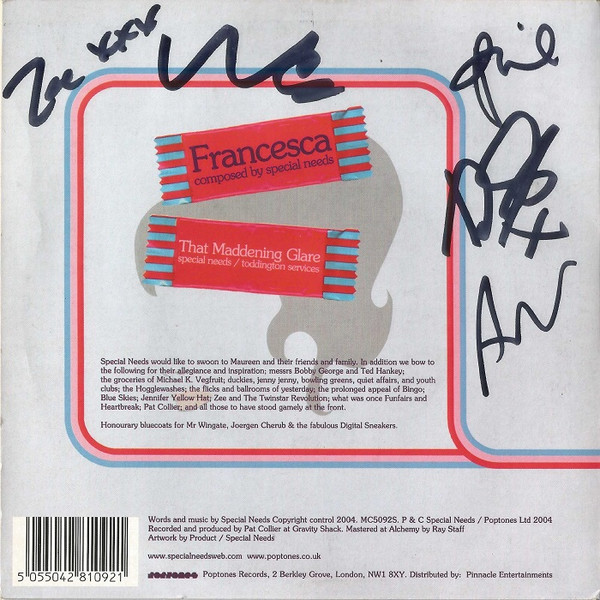 Zee xxx
Phil
Francesca
composed by special needs
That Maddening Glare
special needs / toddington services
Special Needs would like to swoon to Maureen and their friends and family. In addition we bow to
the following for their allegiance and inspiration; messrs Bobby George and Ted Hankey;
the groceries of Michael K. Vegfruit; duckies, jenny jenny, bowling greens, quiet affairs, and youth
clubs; the Hogglewashes; the flicks and ballrooms of yesterday; the prolonged appeal of Bingo;
Blue Skies; Jennifer Yellow Hat; Zee and The Twinstar Revolution; what was once Funfairs and
Heartbreak; Pat Collier; and all those to have stood gamely at the front.
Honourary bluecoats for Mr Wingate, Joergen Cherub & the fabulous Digital Sneakers.
Words and music by Special Needs Copyright control 2004. MC5092S. P & C Special Needs / Poptones Ltd 2004
Recorded and produced by Pat Collier at Gravity Shack. Mastered at Alchemy by Ray Staff
Artwork by Product / Special Needs
www.specialneedsweb.com www.poptones.co.uk
poptones Poptones Records, 2 Berkley Grove, London, NW1 8XY. Distributed by: Pinnacle Entertainments
5 055042 810921